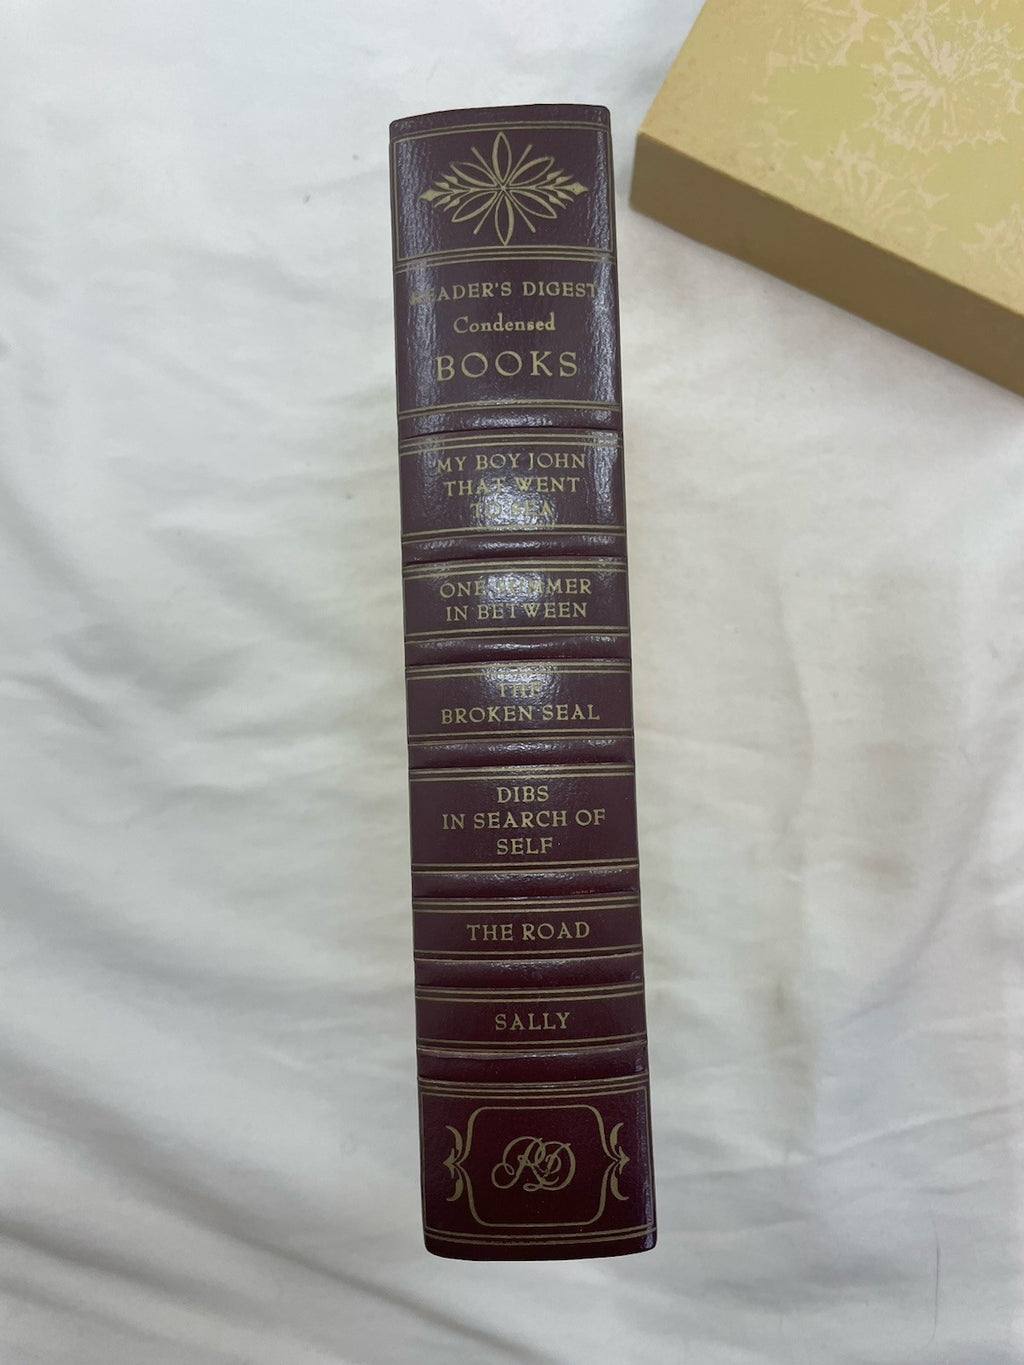 READER'S DIGEST
Condensed
BOOKS
MY BOY JOHN
THAT WENT
TO SEA
ONE SUMMER
IN BETWEEN
THE
BROKEN SEAL
DIBS
IN SEARCH OF
SELF
THE ROAD
SALLY
RD